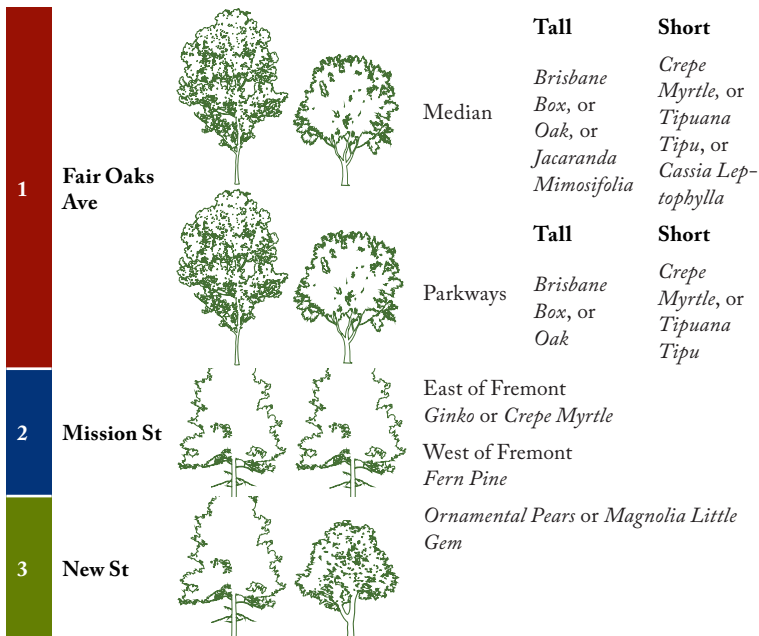 1
Fair Oaks
Ave
Median
Tall
Brisbane
Box, or
Oak, or
Jacaranda
Mimosifolia
Short
Crepe
Myrtle, or
Tipuana
Tipu, or
Cassia Lep-
tophylla
Parkways
Tall
Brisbane
Box, or
Oak
Short
Crepe
Myrtle, or
Tipuana
Tipu
2
Mission St
East of Fremont
Ginko or Crepe Myrtle
West of Fremont
Fern Pine
3
New St
Ornamental Pears or Magnolia Little
Gem